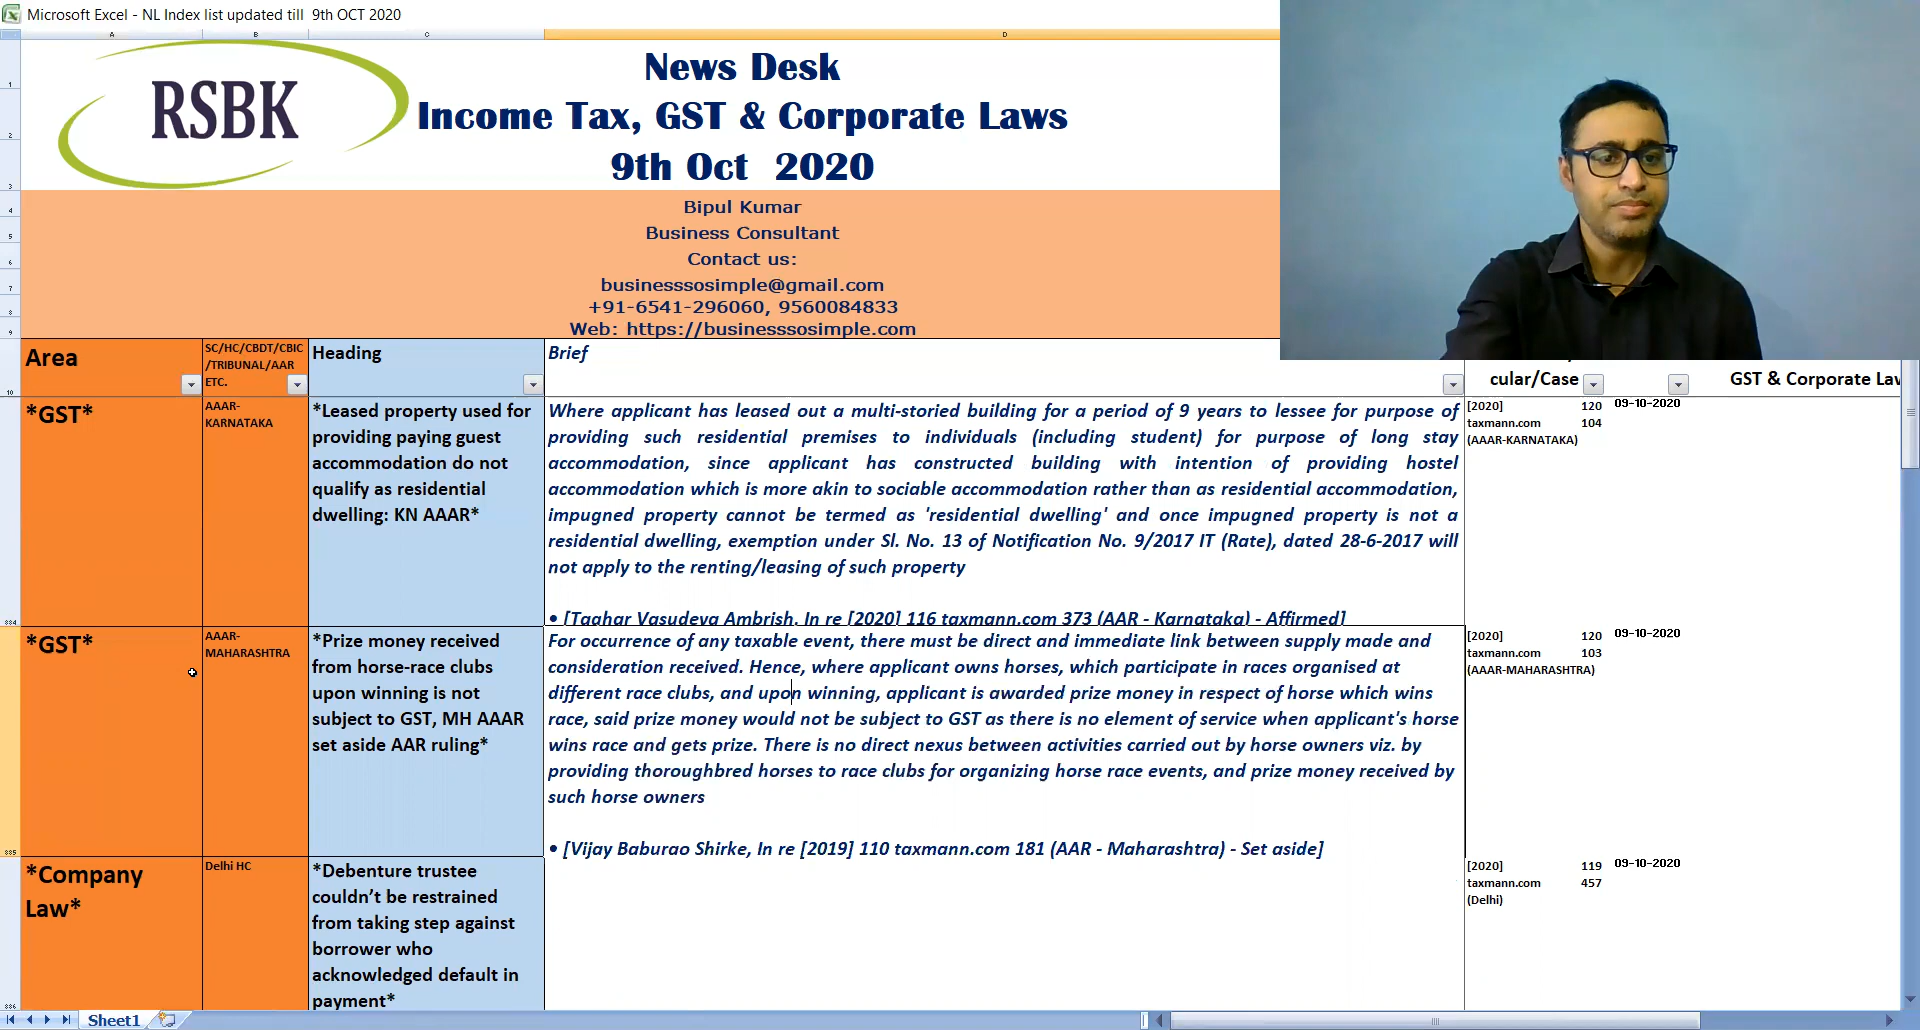 Microsoft Excel - NL Index list updated till  9th OCT 2020
A
B
C
D
RSBK
News Desk
Income Tax, GST & Corporate Laws
9th Oct  2020
Bipul Kumar
Business Consultant
Contact us:
businesssosimple@gmail.com
+91-6541-296060, 9560084833
Web: https://businesssosimple.com
1
2
3
4
5
6
7
8
9
10
Area
SC/HC/CBDT/CBIC
/TRIBUNAL/AAR
ETC.
Heading
Brief
cular/Case
GST & Corporate Lav
*GST*
AAAR-
KARNATAKA
*Leased property used for
providing paying guest
accommodation do not
qualify as residential
dwelling: KN AAAR*
Where applicant has leased out a multi-storied building for a period of 9 years to lessee for purpose of
providing such residential premises to individuals (including student) for purpose of long stay
accommodation, since applicant has constructed building with intention of providing hostel
accommodation which is more akin to sociable accommodation rather than as residential accommodation,
impugned property cannot be termed as 'residential dwelling' and once impugned property is not a
residential dwelling, exemption under Sl. No. 13 of Notification No. 9/2017 IT (Rate), dated 28-6-2017 will
not apply to the renting/leasing of such property
• [Taghar Vasudeva Ambrish, In re [2020] 116 taxmann.com 373 (AAR - Karnataka) - Affirmed]
[2020] 120
taxmann.com 104
(AAAR-KARNATAKA)
09-10-2020
334
*GST*
AAAR-
MAHARASHTRA
*Prize money received
from horse-race clubs
upon winning is not
subject to GST, MH AAAR
set aside AAR ruling*
For occurrence of any taxable event, there must be direct and immediate link between supply made and
consideration received. Hence, where applicant owns horses, which participate in races organised at
different race clubs, and upon winning, applicant is awarded prize money in respect of horse which wins
race, said prize money would not be subject to GST as there is no element of service when applicant's horse
wins race and gets prize. There is no direct nexus between activities carried out by horse owners viz. by
providing thoroughbred horses to race clubs for organizing horse race events, and prize money received by
such horse owners
• [Vijay Baburao Shirke, In re [2019] 110 taxmann.com 181 (AAR - Maharashtra) - Set aside]
[2020] 120
taxmann.com 103
(AAAR-MAHARASHTRA)
09-10-2020
335
*Company
Law*
Delhi HC
*Debenture trustee
couldn’t be restrained
from taking step against
borrower who
acknowledged default in
payment*
[2020] 119
taxmann.com 457
(Delhi)
09-10-2020
336
Sheet1